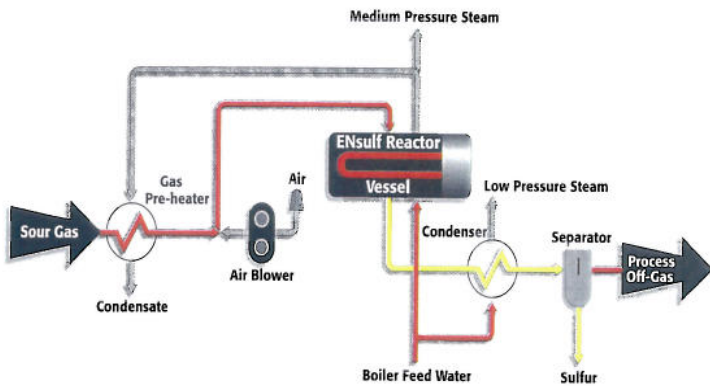 Medium Pressure Steam
ENsulf Reactor
Vessel
Gas
Pre-heater
Air
Low Pressure Steam
Sour Gas
Condenser
Separator
Process
Off-Gas
Air Blower
Condensate
Boiler Feed Water
Sulfur